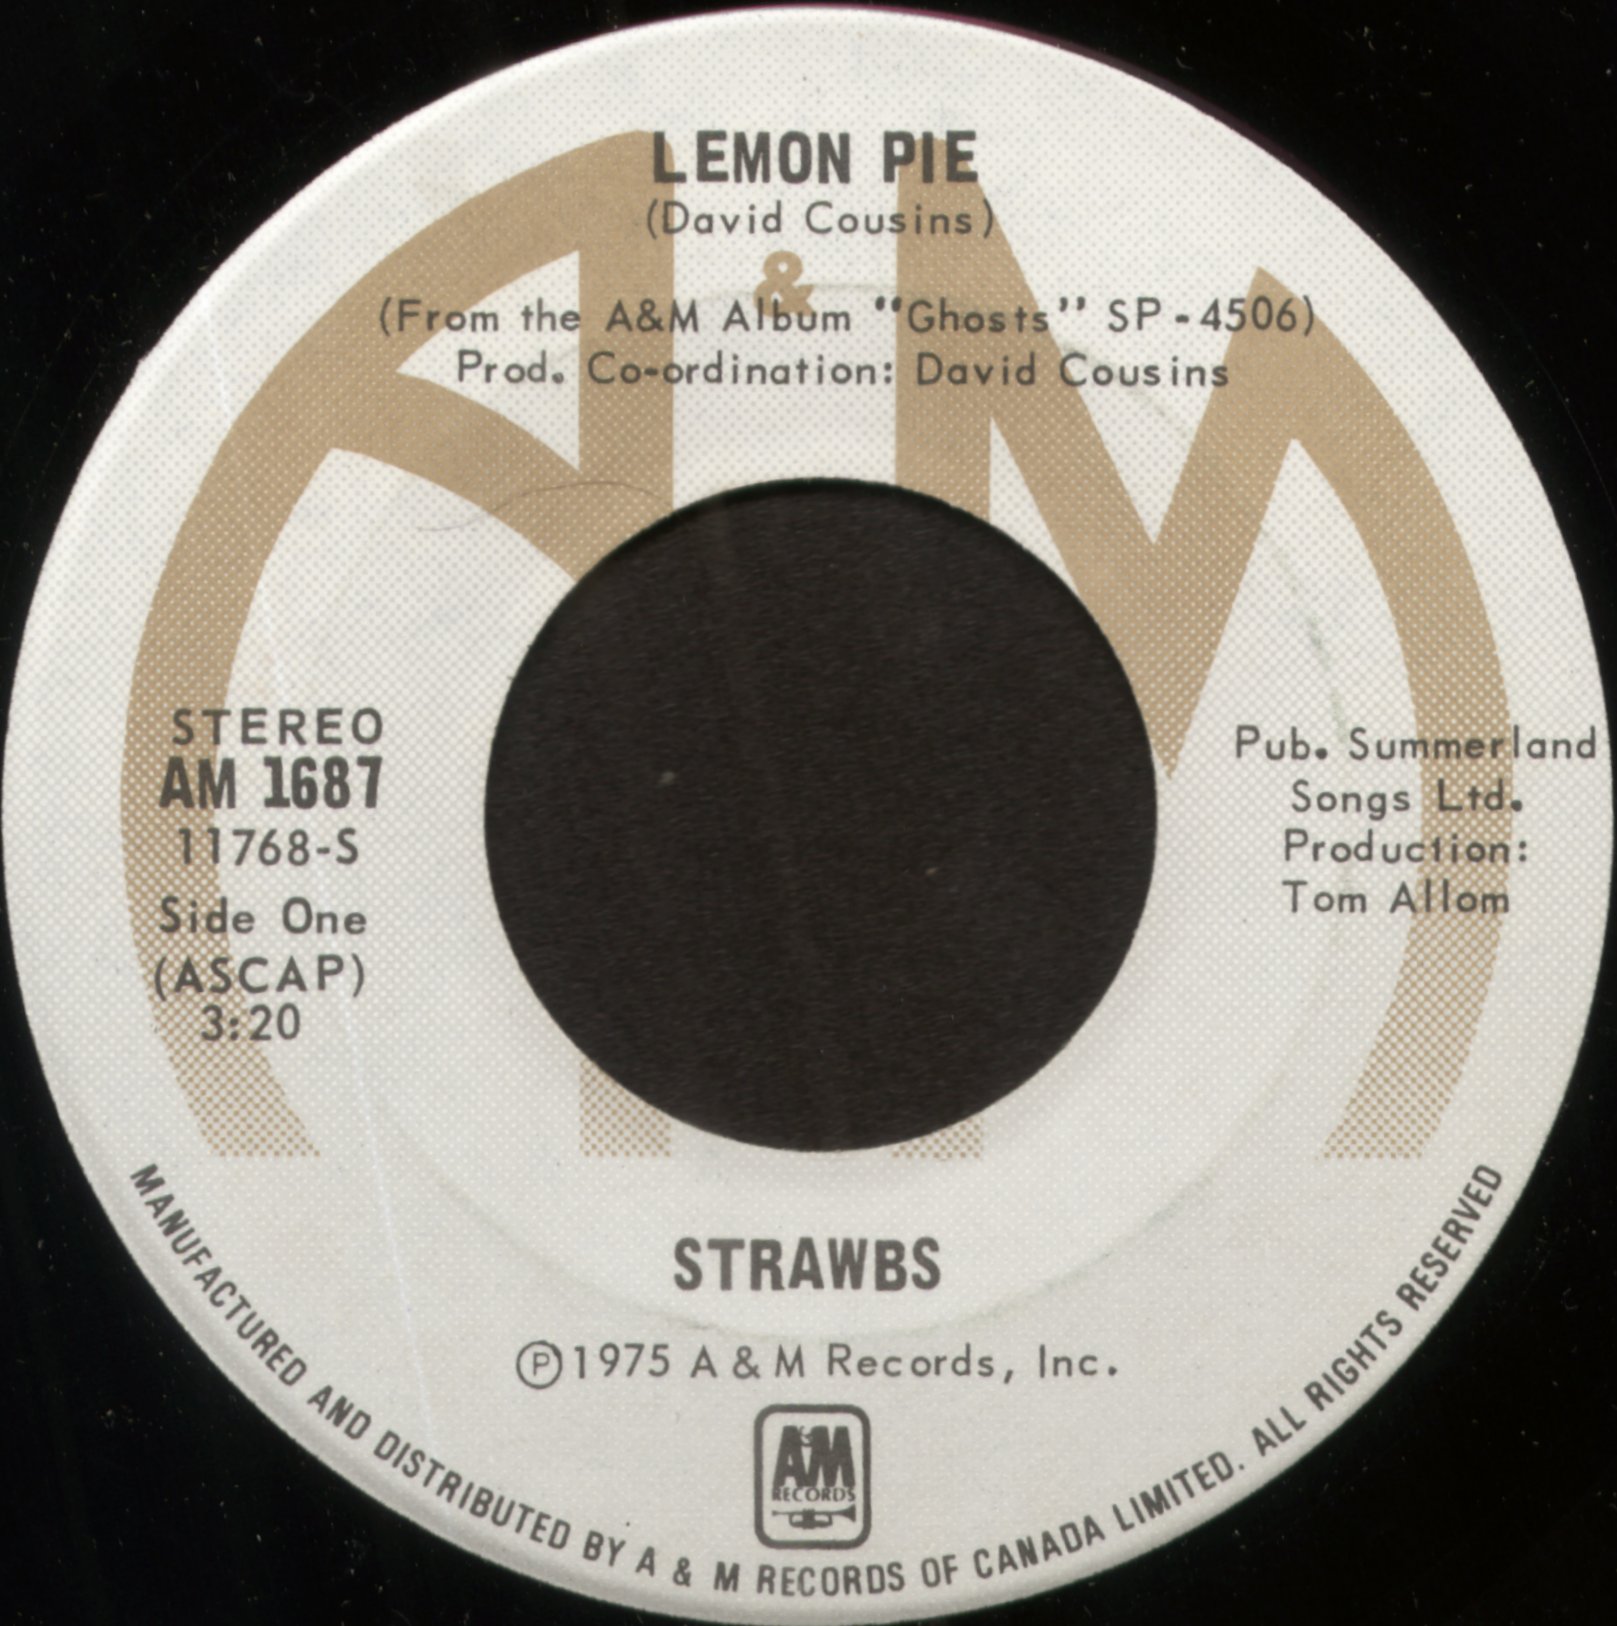 LEMON PIE
(David Cousins)
&
(From the A&M Album "Ghosts" SP-4506)
Prod. Co-ordination: David Cousins
STEREO
AM 1687
11768-S
Side One
(ASCAP)
3:20
Pub. Summerland
Songs Ltd.
Production:
Tom Allom
STRAWBS
Ⓟ1975 A & M Records, Inc.
A&M
RECORDS
MANUFACTURED AND DISTRIBUTED BY A & M RECORDS OF CANADA LIMITED. ALL RIGHTS RESERVED